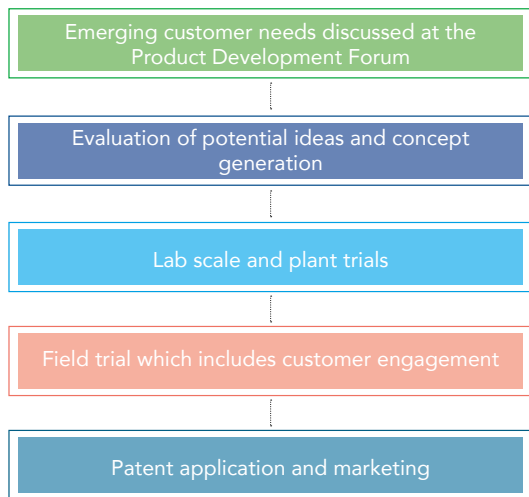 Emerging customer needs discussed at the
Product Development Forum
Evaluation of potential ideas and concept
generation
Lab scale and plant trials
Field trial which includes customer engagement
Patent application and marketing